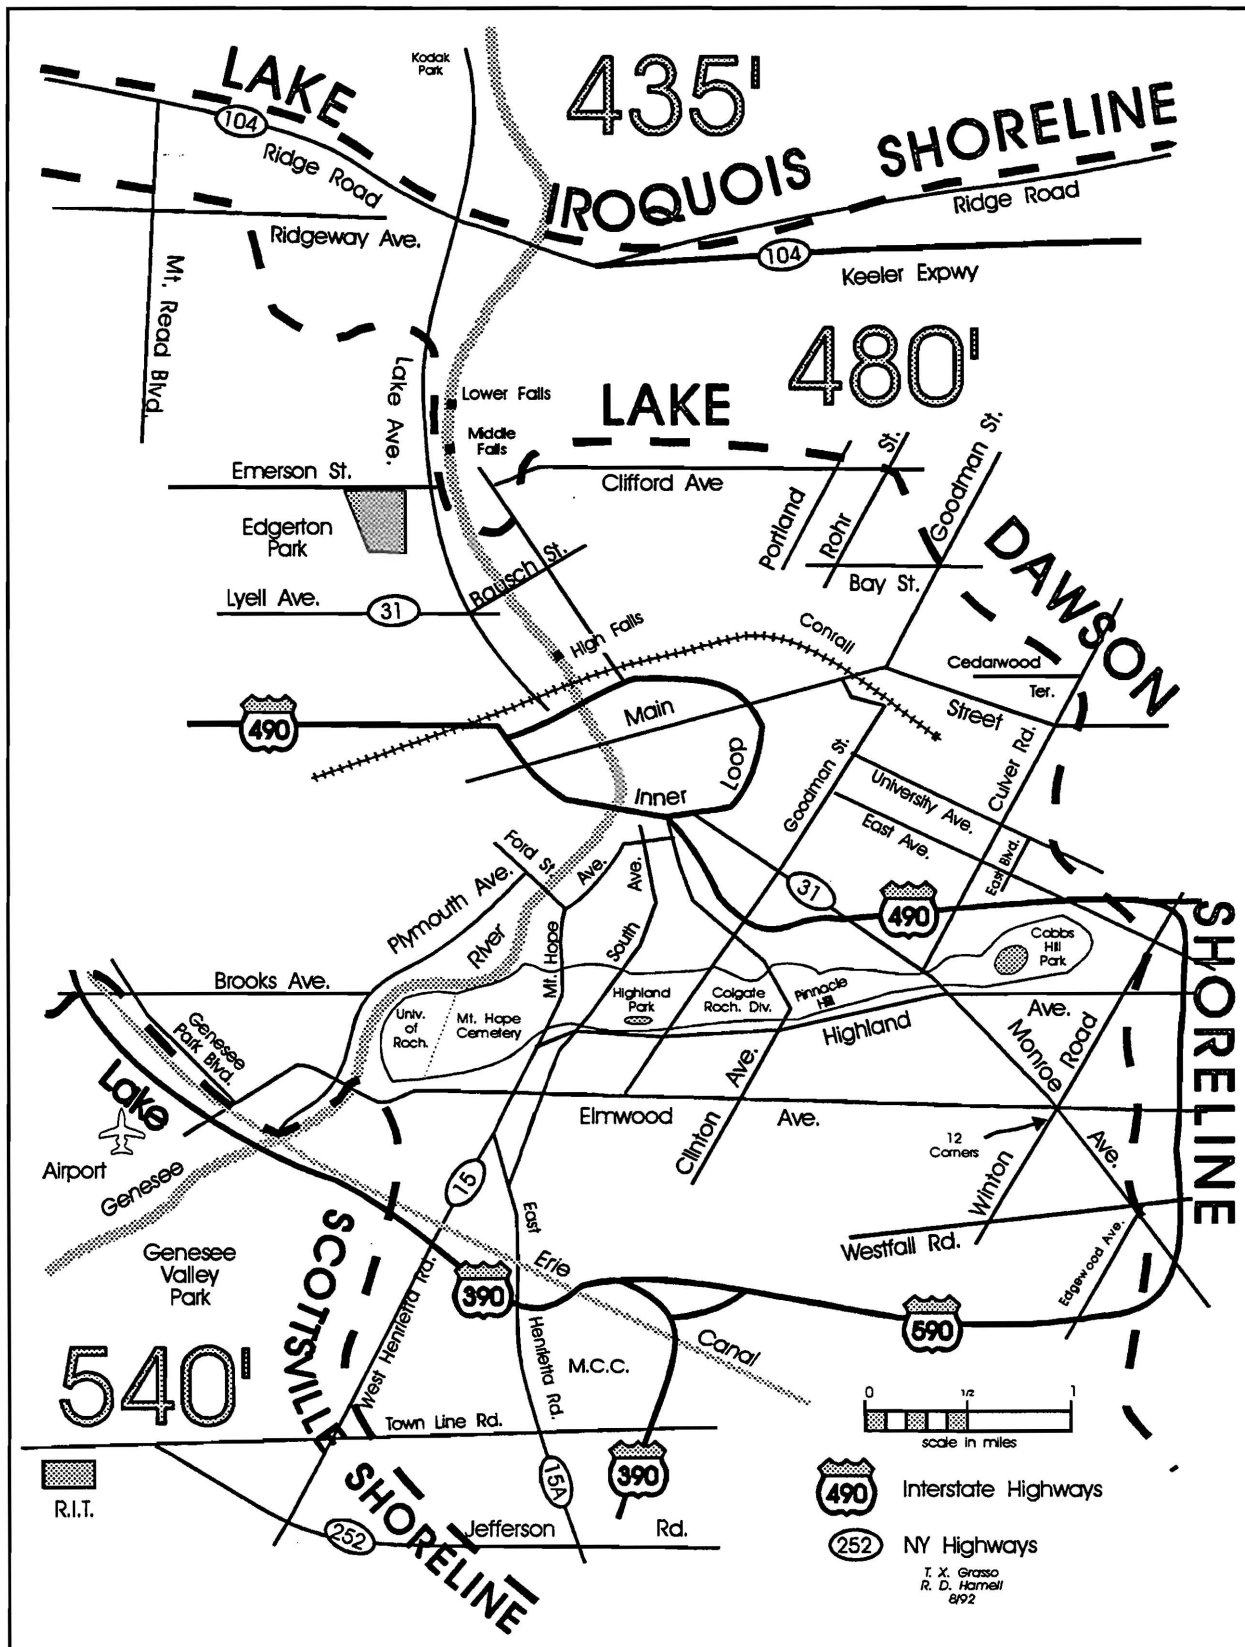 Kodak
Park
435'
LAKE
IROQUOIS
SHORELINE
104
Ridge Road
Ridge Road
Ridgeway Ave.
104
Keeler Expwy
Mt. Read Blvd.
Lake Ave.
480'
LAKE
DAWSON
SHORELINE
Lower Falls
Middle
Falls
Emerson St.
Clifford Ave
Portland
Rohr St.
Goodman St.
Edgerton
Park
Bay St.
Bausch St.
Lyell Ave.
31
High Falls
Conrail
Cedarwood
Ter.
490
Main
Street
Inner
Loop
Goodman St.
Culver Rd.
University Ave.
East Ave.
East Blvd.
Ford St.
Plymouth Ave.
River
Mt. Hope Ave.
South Ave.
31
490
Cobbs
Hill
Park
Brooks Ave.
Genesee
Park Blvd.
Univ.
of
Roch.
Mt. Hope
Cemetery
Highland
Park
Colgate
Roch. Div.
Pinnacle
Hill
Highland
Ave.
Monroe
Ave.
Road
Winton
Lake
SCOTTSVILLE
SHORELINE
Elmwood
Ave.
Clinton
Ave.
12
Corners
Airport
Genesee
15
East
Henrietta Rd.
West Henrietta Rd.
Erie
Canal
Westfall Rd.
Edgewood Ave.
Genesee
Valley
Park
390
590
540'
M.C.C.
Town Line Rd.
0
1/2
1
scale in miles
R.I.T.
15A
390
252
Jefferson
Rd.
490
Interstate Highways
252
NY Highways
T. X. Grasso
R. D. Hamell
8/92